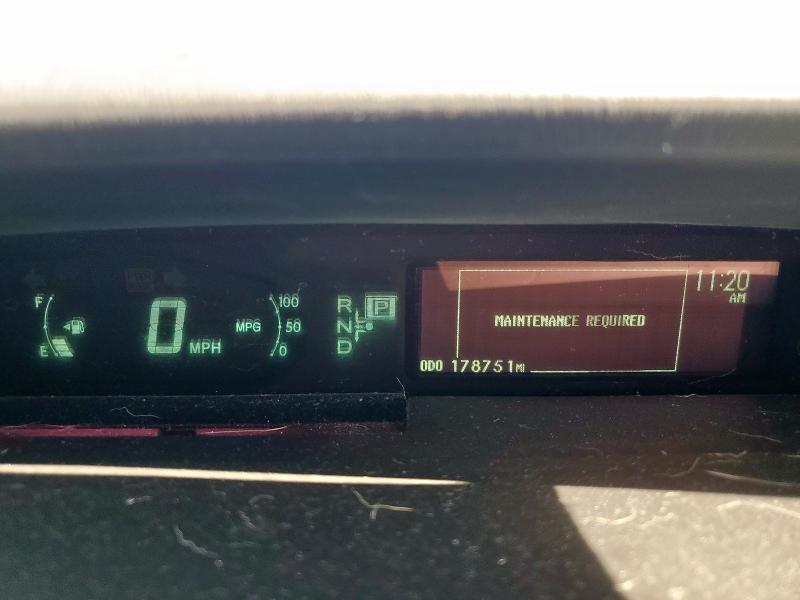 F
E
0 MPH
MPG
100
50
0
R
P
N
D
11:20
AM
MAINTENANCE REQUIRED
ODO 178751 MI